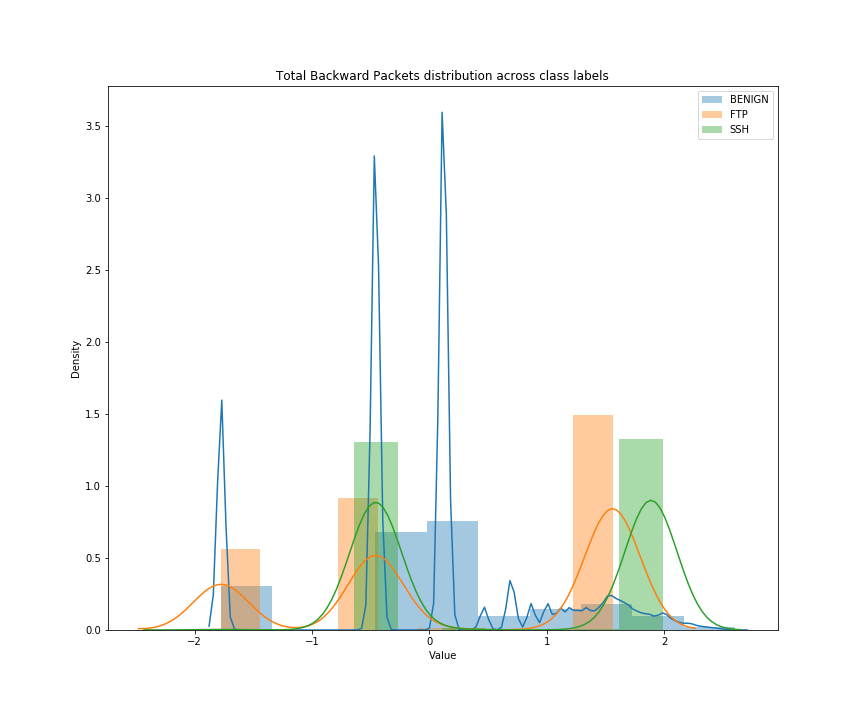 Total Backward Packets distribution across class labels
BENIGN
FTP
SSH
3.5
3.0
2.5
2.0
1.5
1.0
0.5
0.0
Density
−2
−1
0
1
2
Value